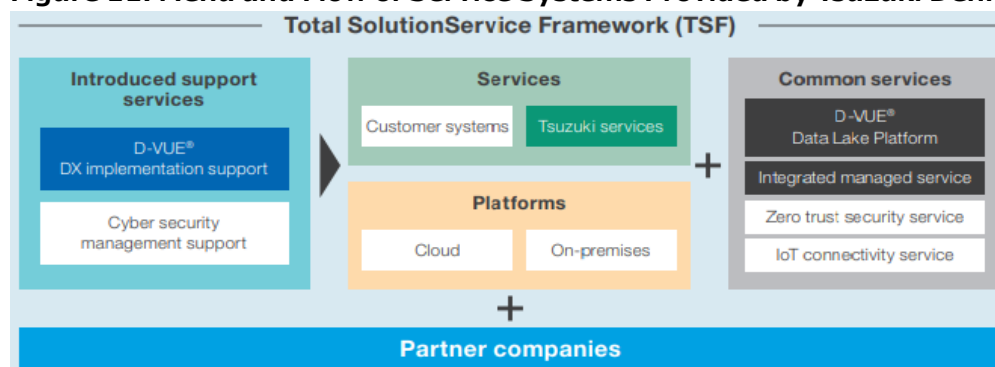 Total SolutionService Framework (TSF)
Introduced support
services
D-VUE®
DX implementation support
Cyber security
management support
Services
Customer systems
Tsuzuki services
Platforms
Cloud
On-premises
Common services
D-VUE®
Data Lake Platform
Integrated managed service
Zero trust security service
IoT connectivity service
Partner companies